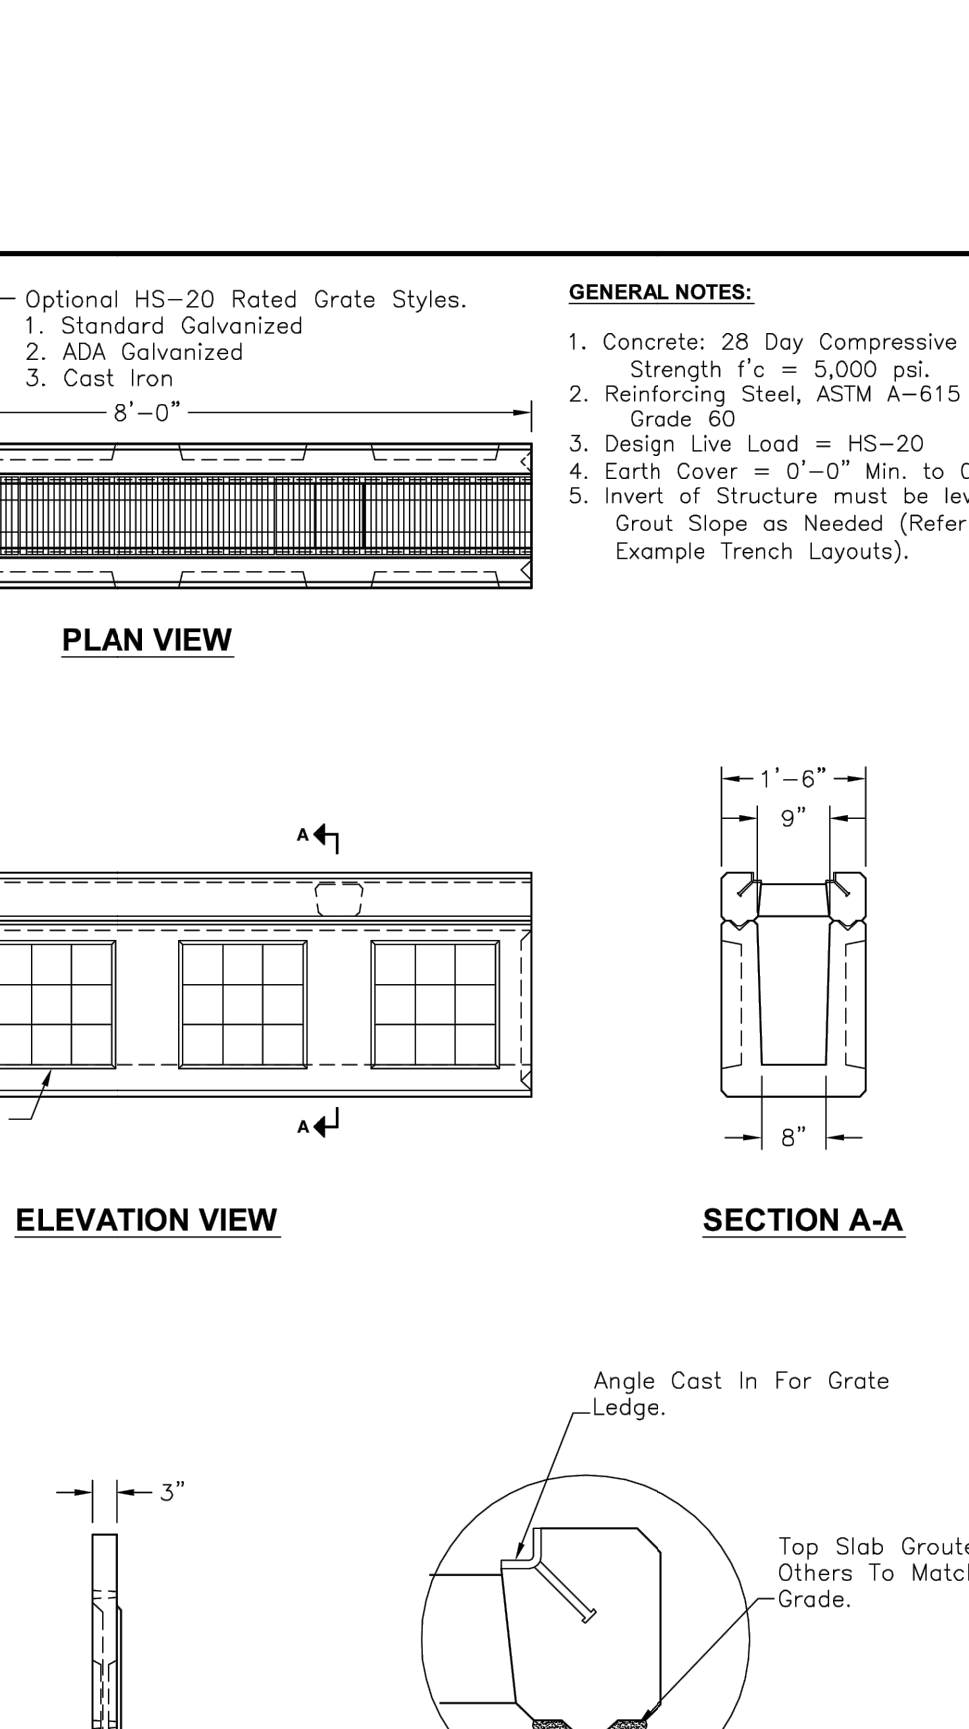 Optional HS-20 Rated Grate Styles.
1. Standard Galvanized
2. ADA Galvanized
3. Cast Iron
8'-0"
GENERAL NOTES:
1. Concrete: 28 Day Compressive
Strength f'c = 5,000 psi.
2. Reinforcing Steel, ASTM A-615
Grade 60
3. Design Live Load = HS-20
4. Earth Cover = 0'-0" Min. to
5. Invert of Structure must be
Grout Slope as Needed (Refer
Example Trench Layouts).
PLAN VIEW
A
A
ELEVATION VIEW
1'-6"
9"
8"
SECTION A-A
3"
Angle Cast In For Grate
Ledge.
Top Slab
Others To
Grade.